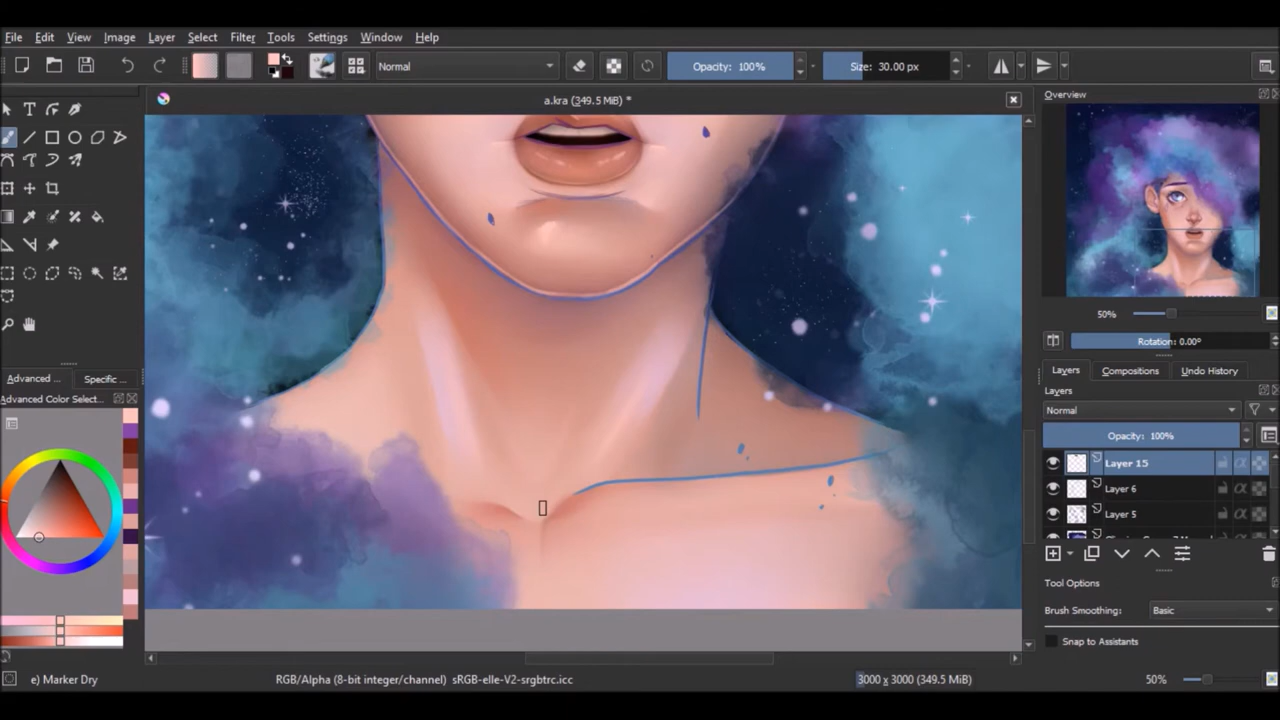 File Edit View Image Layer Select Filter Tools Settings Window Help
Normal Opacity: 100% Size: 30.00 px
a.kra (349.5 MiB) *
Overview
50%
Rotation: 0.00°
Layers Compositions Undo History
Advanced ... Specific ...
Layers
Advanced Color Select...
Normal
Opacity: 100%
Layer 15
Layer 6
Layer 5
Tool Options
Brush Smoothing: Basic
Snap to Assistants
e) Marker Dry RGB/Alpha (8-bit integer/channel) sRGB-elle-V2-srgbtrc.icc 3000 x 3000 (349.5 MiB) 50%